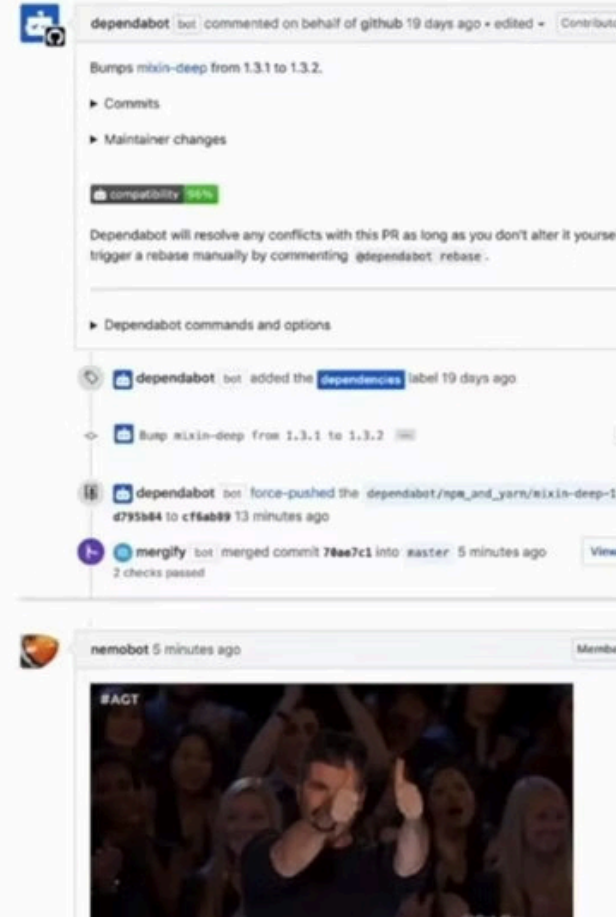 dependabot bot commented on behalf of github 19 days ago • edited
Bumps mixin-deep from 1.3.1 to 1.3.2.
Commits
Maintainer changes
compatibility 96%
Dependabot will resolve any conflicts with this PR as long as you don't alter it yourse
trigger a rebase manually by commenting @dependabot rebase.
Dependabot commands and options
dependabot bot added the dependencies label 19 days ago
Bump mixin-deep from 1.3.1 to 1.3.2
dependabot bot force-pushed the dependabot/npm_and_yarn/mixin-deep-1
d795b84 to cf6ab89 13 minutes ago
mergify bot merged commit 70ae7c1 into master 5 minutes ago
View
2 checks passed
nemobot 5 minutes ago
Membe
#AGT